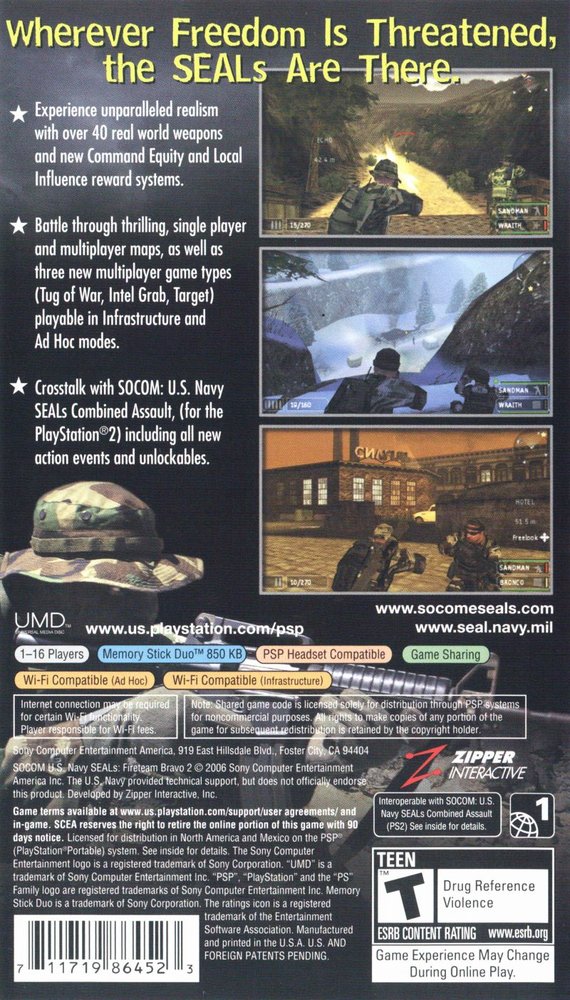 Wherever Freedom Is Threatened,
the SEALs Are There.
Experience unparalleled realism
with over 40 real world weapons
and new Command Equity and Local
Influence reward systems.
Battle through thrilling, single player
and multiplayer maps, as well as
three new multiplayer game types
(Tug of War, Intel Grab, Target)
playable in Infrastructure and
Ad Hoc modes.
Crosstalk with SOCOM: U.S. Navy
SEALs Combined Assault, (for the
PlayStation®2) including all new
action events and unlockables.
ECHO
42.4 m
SANDMAN
WRAITH
15/270
SANDMAN
WRAITH
15/160
HOTEL
51.5 m
Freelook
SANDMAN
BRONCO
10/270
www.socomeseals.com
www.seal.navy.mil
UMD™
UNIVERSAL MEDIA DISC
www.us.playstation.com/psp
1–16 Players
Memory Stick Duo™ 850 KB
PSP Headset Compatible
Game Sharing
Wi-Fi Compatible (Ad Hoc)
Wi-Fi Compatible (Infrastructure)
Internet connection may be required
for certain Wi-Fi functionality.
Player responsible for Wi-Fi fees.
Note: Shared game code is licensed solely for distribution through PSP systems
for noncommercial purposes. All rights to make copies of any portion of the
game for subsequent redistribution is retained by the copyright holder.
Sony Computer Entertainment America, 919 East Hillsdale Blvd., Foster City, CA 94404
SOCOM U.S. Navy SEALs: Fireteam Bravo 2 © 2006 Sony Computer Entertainment
America Inc. The U.S. Navy provided technical support, but does not officially endorse
this product. Developed by Zipper Interactive, Inc.
Game terms available at www.us.playstation.com/support/user agreements/ and
in-game. SCEA reserves the right to retire the online portion of this game with 90
days notice. Licensed for distribution in North America and Mexico on the PSP®
(PlayStation®Portable) system. See inside for details. The Sony Computer
Entertainment logo is a registered trademark of Sony Corporation. "UMD" is a
trademark of Sony Computer Entertainment Inc. "PSP", "PlayStation" and the "PS"
Family logo are registered trademarks of Sony Computer Entertainment Inc. Memory
Stick Duo is a trademark of Sony Corporation. The ratings icon is a registered
trademark of the Entertainment
Software Association. Manufactured
and printed in the U.S.A. U.S. AND
FOREIGN PATENTS PENDING.
ZIPPER
INTERACTIVE
Interoperable with SOCOM: U.S.
Navy SEALs Combined Assault
(PS2) See inside for details.
1
TEEN
T™
Drug Reference
Violence
ESRB CONTENT RATING www.esrb.org
Game Experience May Change
During Online Play.
7 11719 86452 3